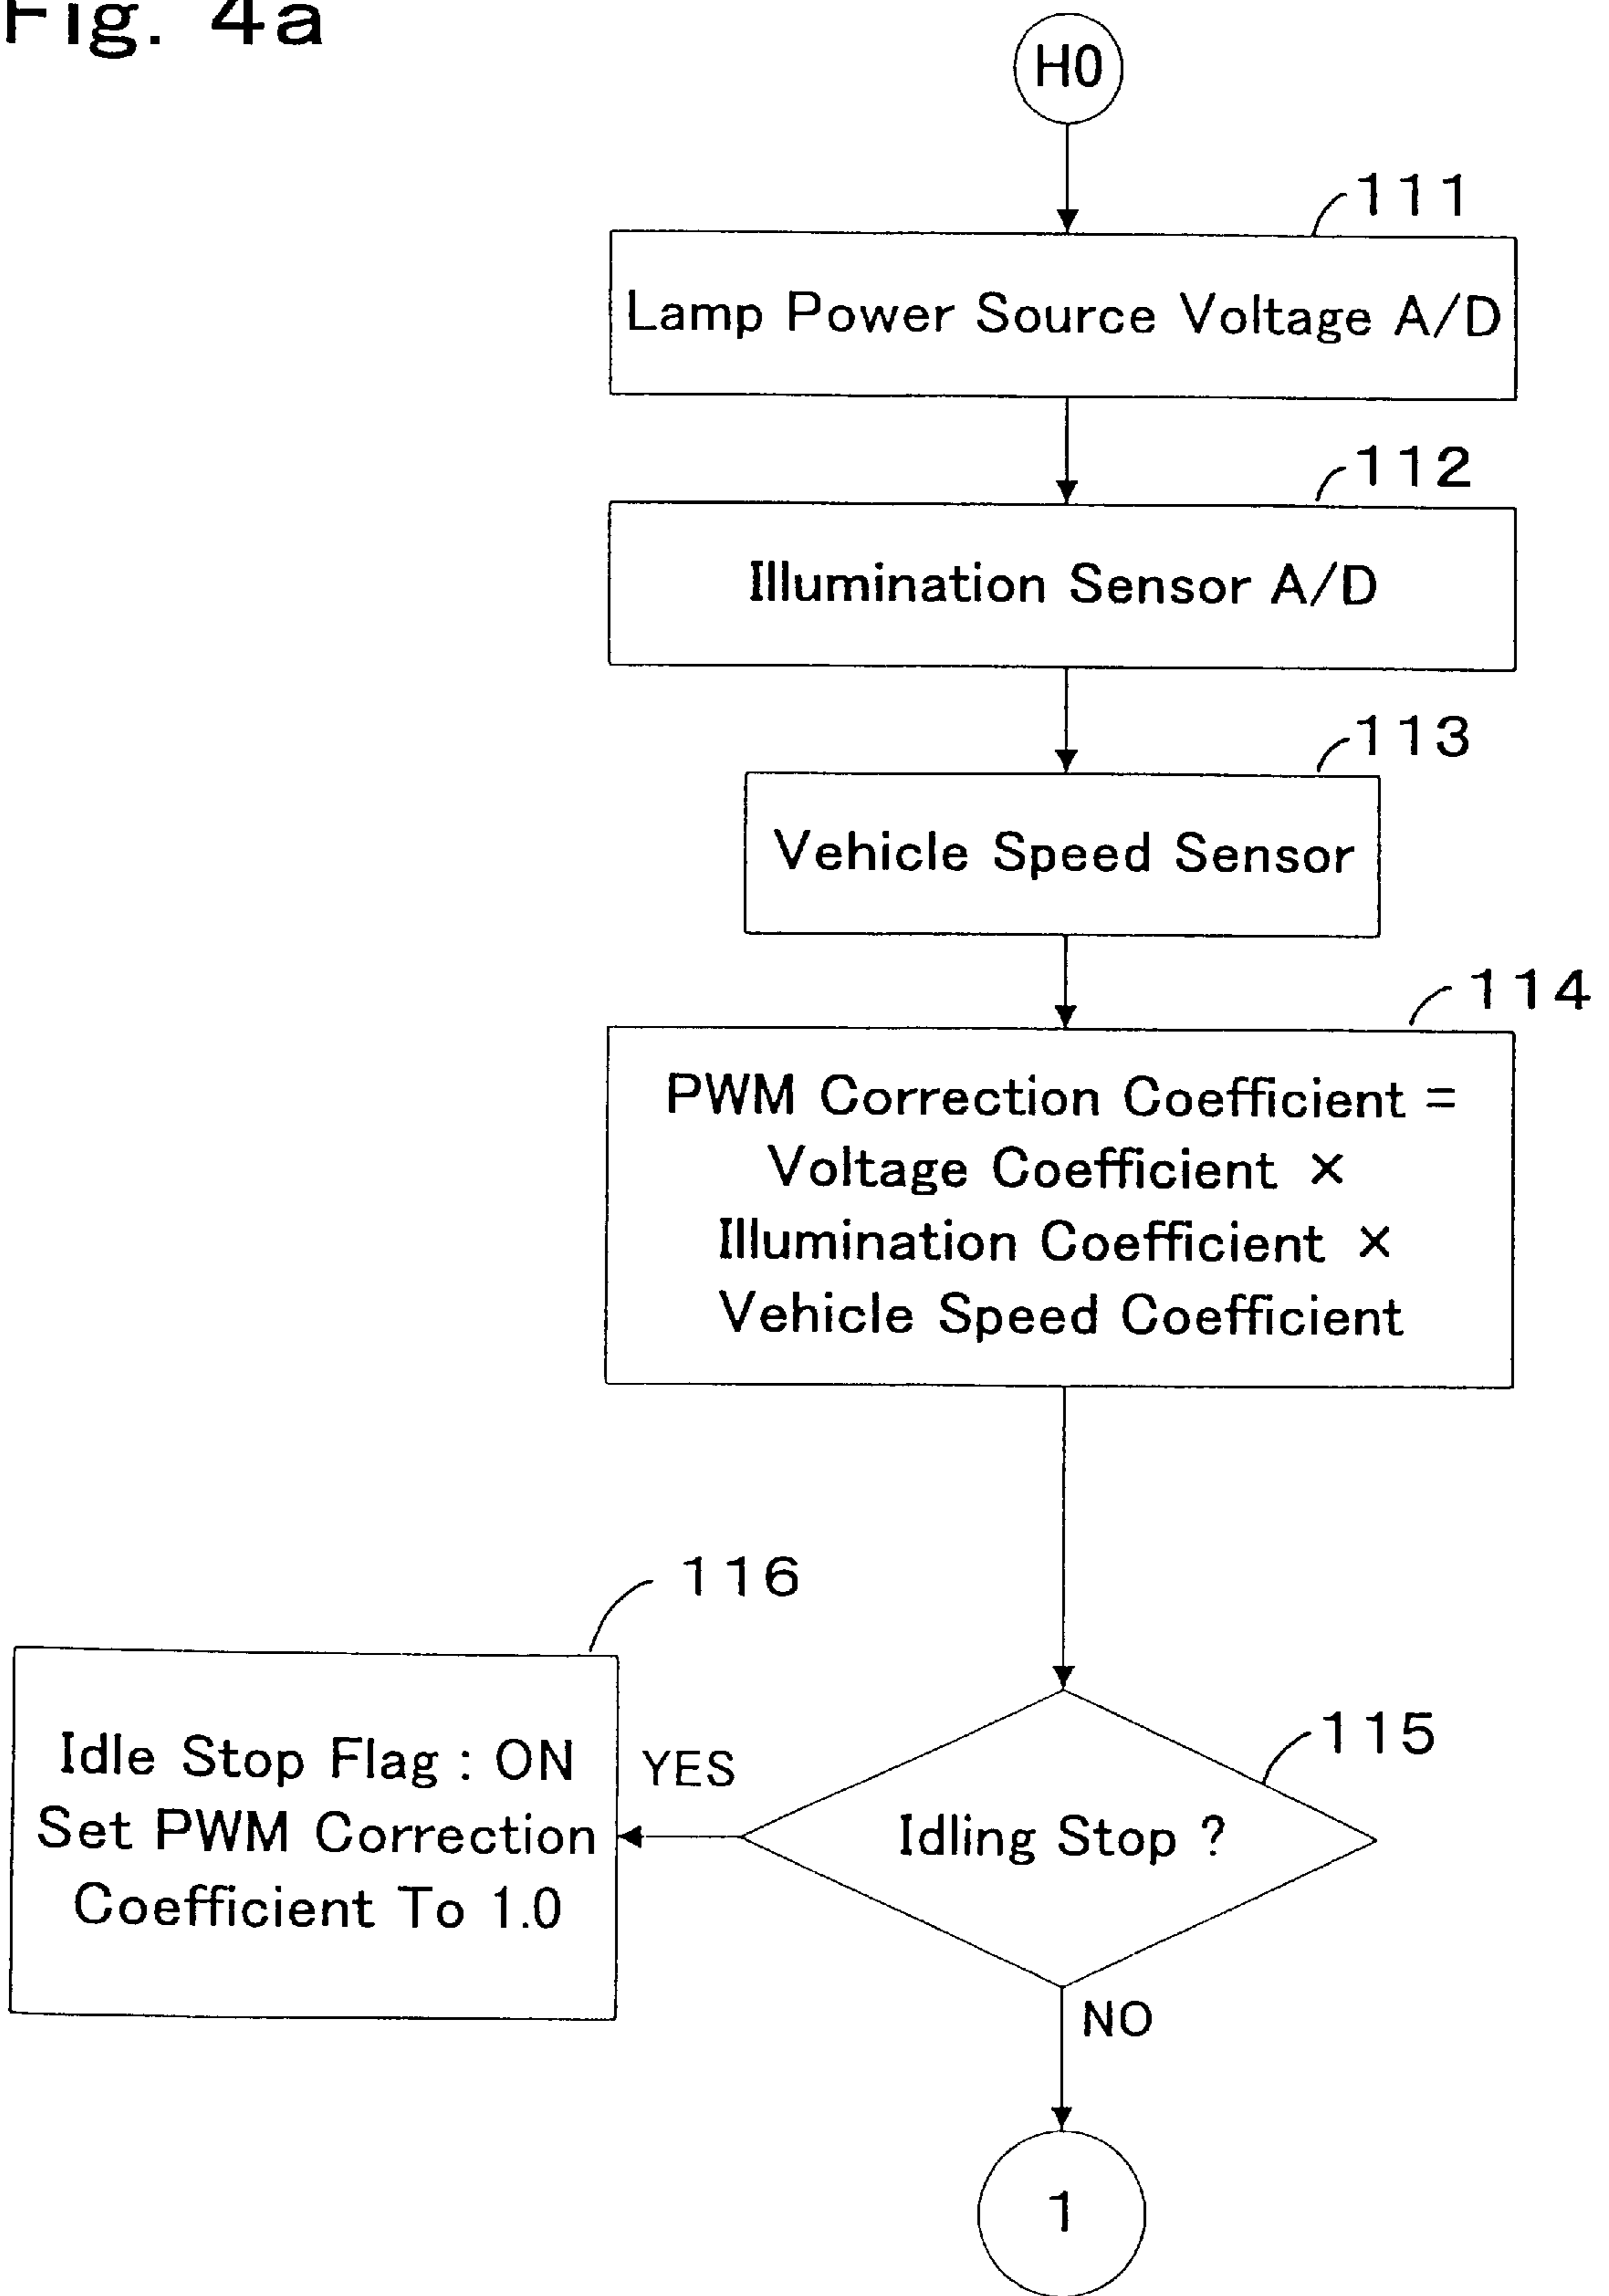 Fig. 4a
H0
111
Lamp Power Source Voltage A/D
112
Illumination Sensor A/D
113
Vehicle Speed Sensor
114
PWM Correction Coefficient =
Voltage Coefficient ×
Illumination Coefficient ×
Vehicle Speed Coefficient
116
Idle Stop Flag : ON
Set PWM Correction
Coefficient To 1.0
YES
115
Idling Stop ?
NO
1